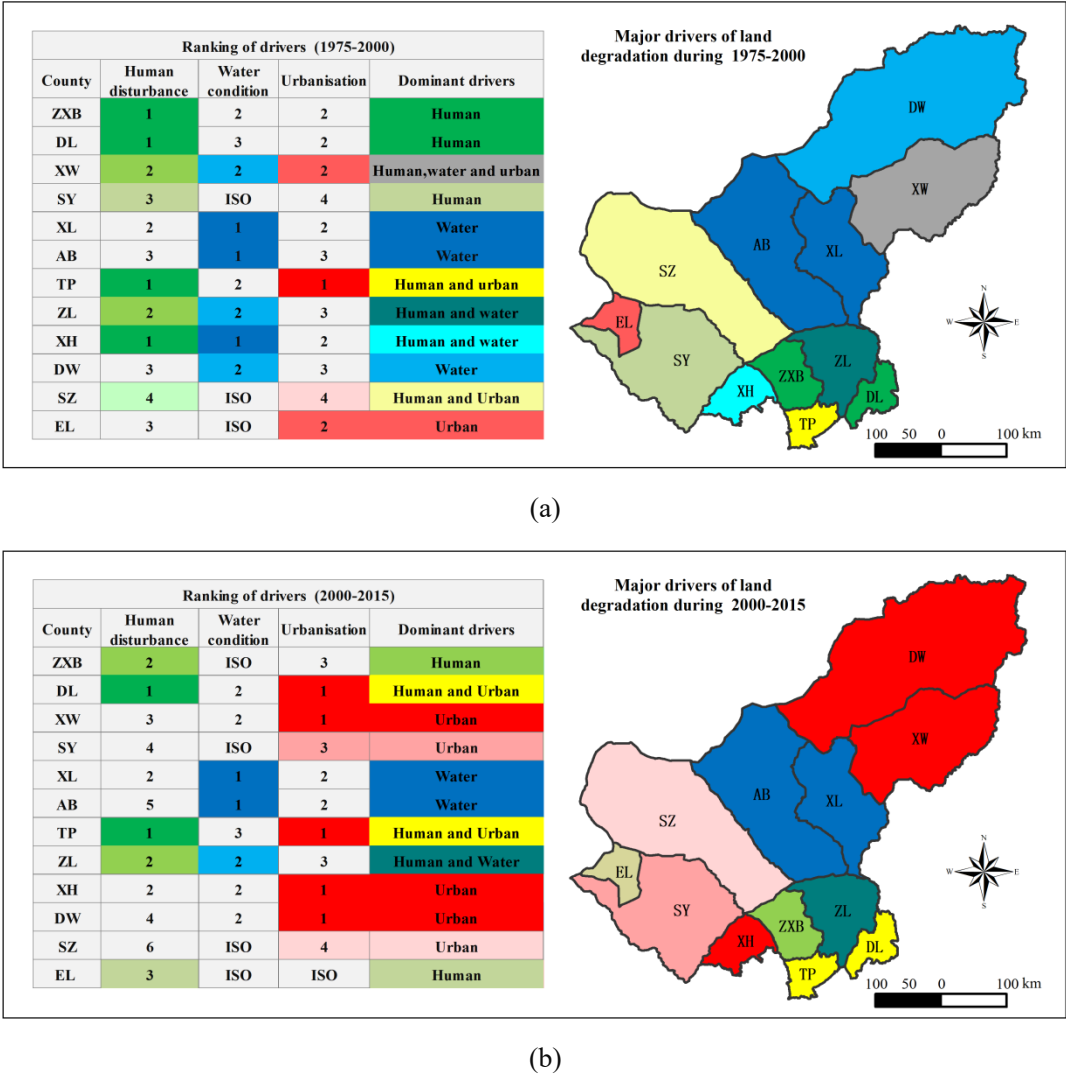 Ranking of drivers (1975-2000)
County Human disturbance Water condition Urbanisation Dominant drivers
ZXB 1 2 2 Human
DL 1 3 2 Human
XW 2 2 2 Human,water and urban
SY 3 ISO 4 Human
XL 2 1 2 Water
AB 3 1 3 Water
TP 1 2 1 Human and urban
ZL 2 2 3 Human and water
XH 1 1 2 Human and water
DW 3 2 3 Water
SZ 4 ISO 4 Human and Urban
EL 3 ISO 2 Urban
Major drivers of land
degradation during 1975-2000
DW
XW
AB
XL
SZ
EL
SY
ZXB
ZL
XH
DL
TP
N
W E
S
100 50 0 100 km
(a)
Ranking of drivers (2000-2015)
County Human disturbance Water condition Urbanisation Dominant drivers
ZXB 2 ISO 3 Human
DL 1 2 1 Human and Urban
XW 3 2 1 Urban
SY 4 ISO 3 Urban
XL 2 1 2 Water
AB 5 1 2 Water
TP 1 3 1 Human and Urban
ZL 2 2 3 Human and Water
XH 2 2 1 Urban
DW 4 2 1 Urban
SZ 6 ISO 4 Urban
EL 3 ISO ISO Human
Major drivers of land
degradation during 2000-2015
DW
XW
AB
XL
SZ
EL
SY
ZXB
ZL
XH
DL
TP
N
W E
S
100 50 0 100 km
(b)